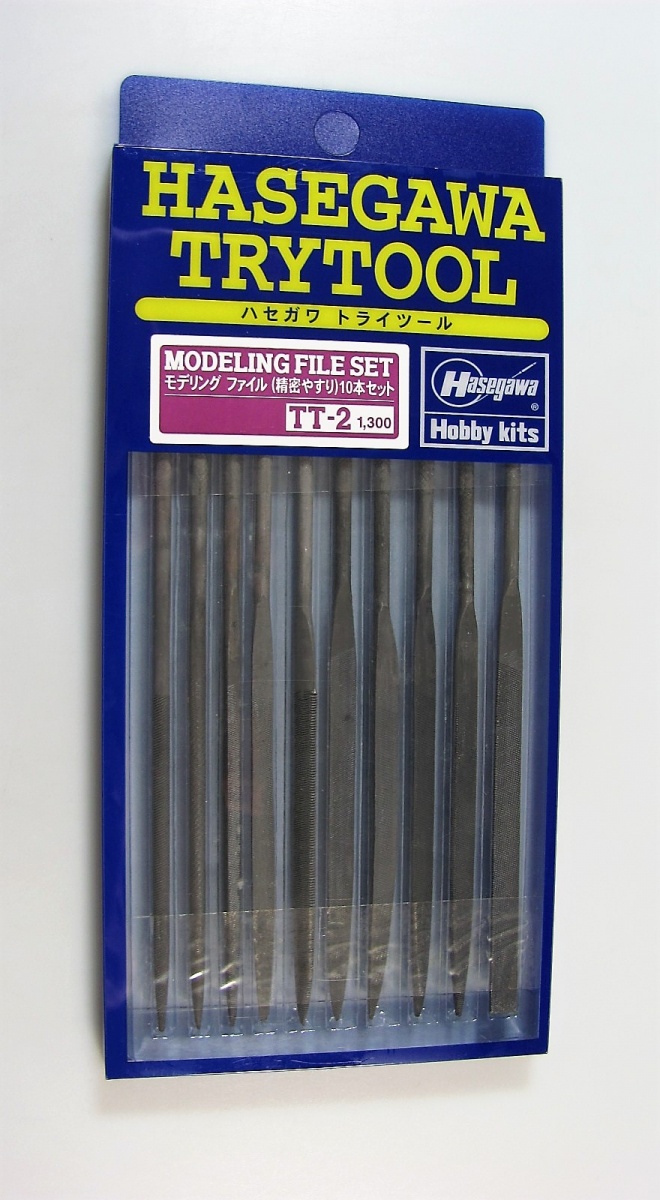 HASEGAWA
TRYTOOL
ハセガワ トライツール
MODELING FILE SET
モデリング ファイル (精密やすり)10本セット
TT-2 1,300
Hasegawa
®
Hobby kits